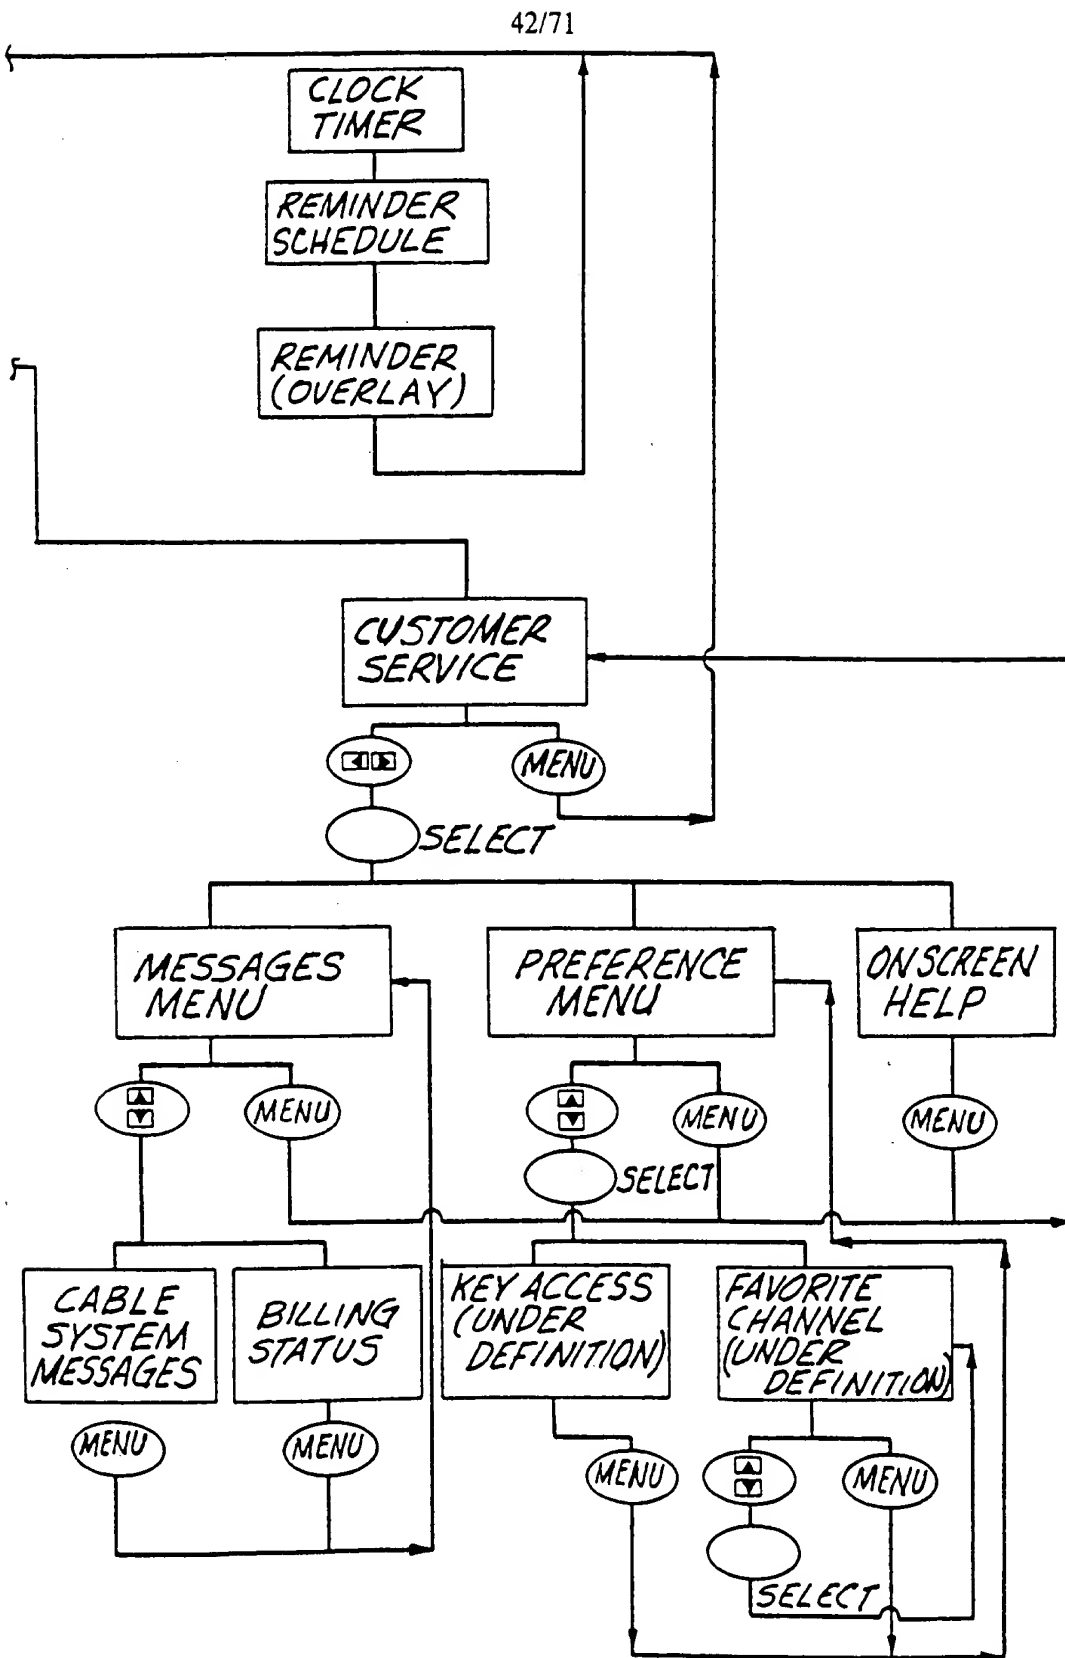 42/71
CLOCK
TIMER
REMINDER
SCHEDULE
REMINDER
(OVERLAY)
CUSTOMER
SERVICE
MENU
SELECT
MESSAGES
MENU
PREFERENCE
MENU
ON SCREEN
HELP
MENU
MENU
MENU
SELECT
CABLE
SYSTEM
MESSAGES
BILLING
STATUS
KEY ACCESS
(UNDER
DEFINITION)
FAVORITE
CHANNEL
(UNDER
DEFINITION)
MENU
MENU
MENU
MENU
SELECT